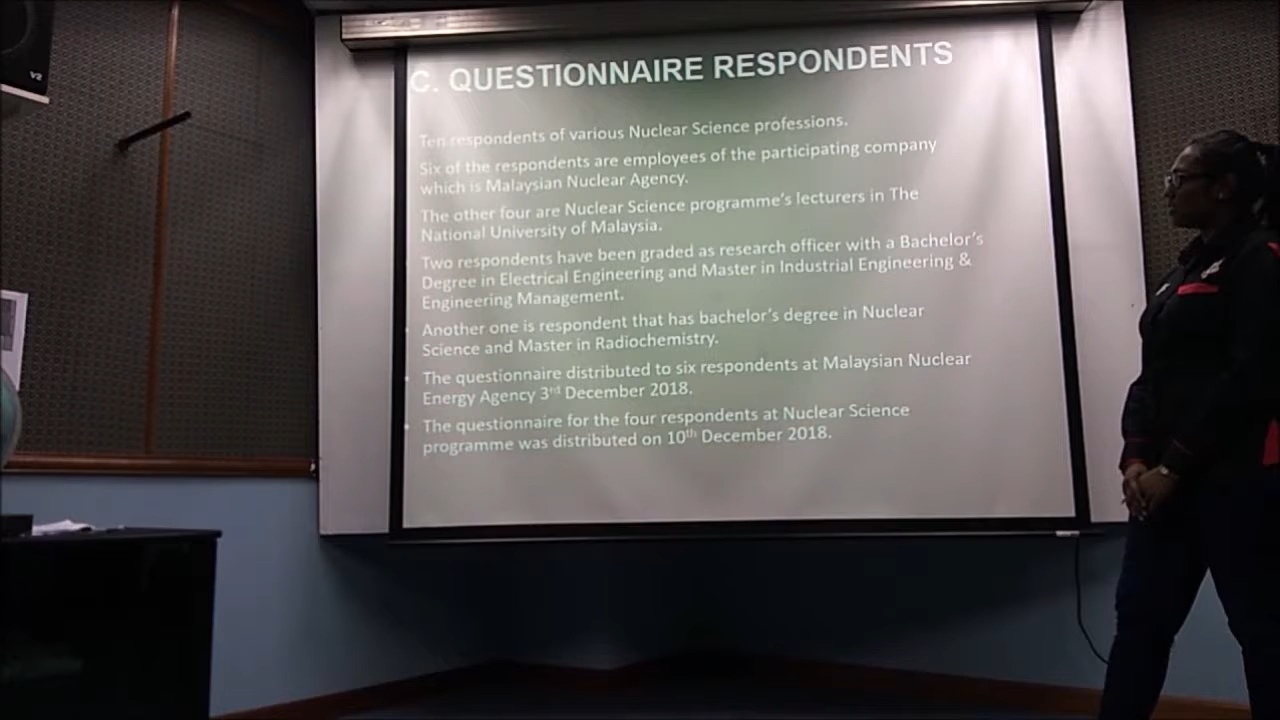 V2
C. QUESTIONNAIRE RESPONDENTS
Ten respondents of various Nuclear Science professions.
Six of the respondents are employees of the participating company
which is Malaysian Nuclear Agency.
The other four are Nuclear Science programme's lecturers in The
National University of Malaysia.
Two respondents have been graded as research officer with a Bachelor's
Degree in Electrical Engineering and Master in Industrial Engineering &
Engineering Management.
Another one is respondent that has bachelor's degree in Nuclear
Science and Master in Radiochemistry.
The questionnaire distributed to six respondents at Malaysian Nuclear
Energy Agency 3rd December 2018.
The questionnaire for the four respondents at Nuclear Science
programme was distributed on 10th December 2018.